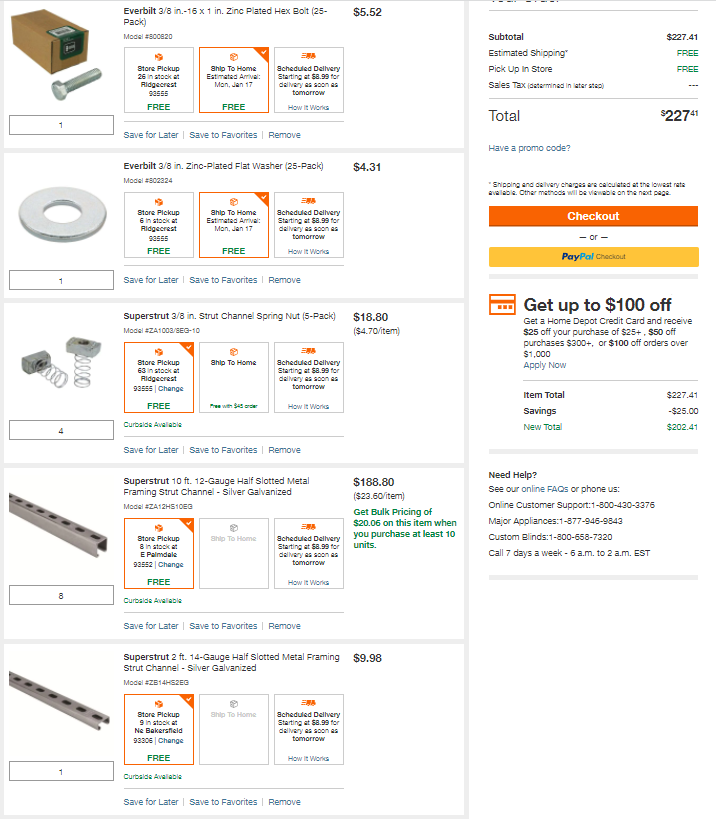 Everbilt 3/8 in.-16 x 1 in. Zinc Plated Hex Bolt (25-
Pack)
Model #800820
$5.52
Store Pickup
26 in stock at
Ridgecrest
93555
FREE
Ship To Home
Estimated Arrival:
Mon, Jan 17
FREE
Scheduled Delivery
Starting at $8.99 for
delivery as soon as
tomorrow
How It Works
1
Save for Later | Save to Favorites | Remove
Everbilt 3/8 in. Zinc-Plated Flat Washer (25-Pack)
Model #802324
$4.31
Store Pickup
6 in stock at
Ridgecrest
93555
FREE
Ship To Home
Estimated Arrival:
Mon, Jan 17
FREE
Scheduled Delivery
Starting at $8.99 for
delivery as soon as
tomorrow
How It Works
1
Save for Later | Save to Favorites | Remove
Superstrut 3/8 in. Strut Channel Spring Nut (5-Pack)
Model #ZA1003/8EG-10
$18.80
($4.70/item)
Store Pickup
63 in stock at
Ridgecrest
93555 | Change
FREE
Ship To Home
Free with $45 order
Scheduled Delivery
Starting at $8.99 for
delivery as soon as
tomorrow
How It Works
Curbside Available
4
Save for Later | Save to Favorites | Remove
Superstrut 10 ft. 12-Gauge Half Slotted Metal
Framing Strut Channel - Silver Galvanized
Model #ZA12HS10EG
$188.80
($23.60/item)
Get Bulk Pricing of
$20.06 on this item when
you purchase at least 10
units.
Store Pickup
8 in stock at
E Palmdale
93552 | Change
FREE
Ship To Home
Scheduled Delivery
Starting at $8.99 for
delivery as soon as
tomorrow
How It Works
Curbside Available
8
Save for Later | Save to Favorites | Remove
Superstrut 2 ft. 14-Gauge Half Slotted Metal Framing
Strut Channel - Silver Galvanized
Model #ZB14HS2EG
$9.98
Store Pickup
9 in stock at
Ne Bakersfield
93306 | Change
FREE
Ship To Home
Scheduled Delivery
Starting at $8.99 for
delivery as soon as
tomorrow
How It Works
Curbside Available
1
Save for Later | Save to Favorites | Remove
Subtotal $227.41
Estimated Shipping* FREE
Pick Up In Store FREE
Sales Tax (determined in later step) ---
Total $227.41
Have a promo code?
* Shipping and delivery charges are calculated at the lowest rate
available. Other methods will be viewable on the next page.
Checkout
— or —
PayPal Checkout
Get up to $100 off
Get a Home Depot Credit Card and receive
$25 off your purchase of $25+ , $50 off
purchases $300+, or $100 off orders over
$1,000
Apply Now
Item Total $227.41
Savings -$25.00
New Total $202.41
Need Help?
See our online FAQs or phone us:
Online Customer Support:1-800-430-3376
Major Appliances:1-877-946-9843
Custom Blinds:1-800-658-7320
Call 7 days a week - 6 a.m. to 2 a.m. EST